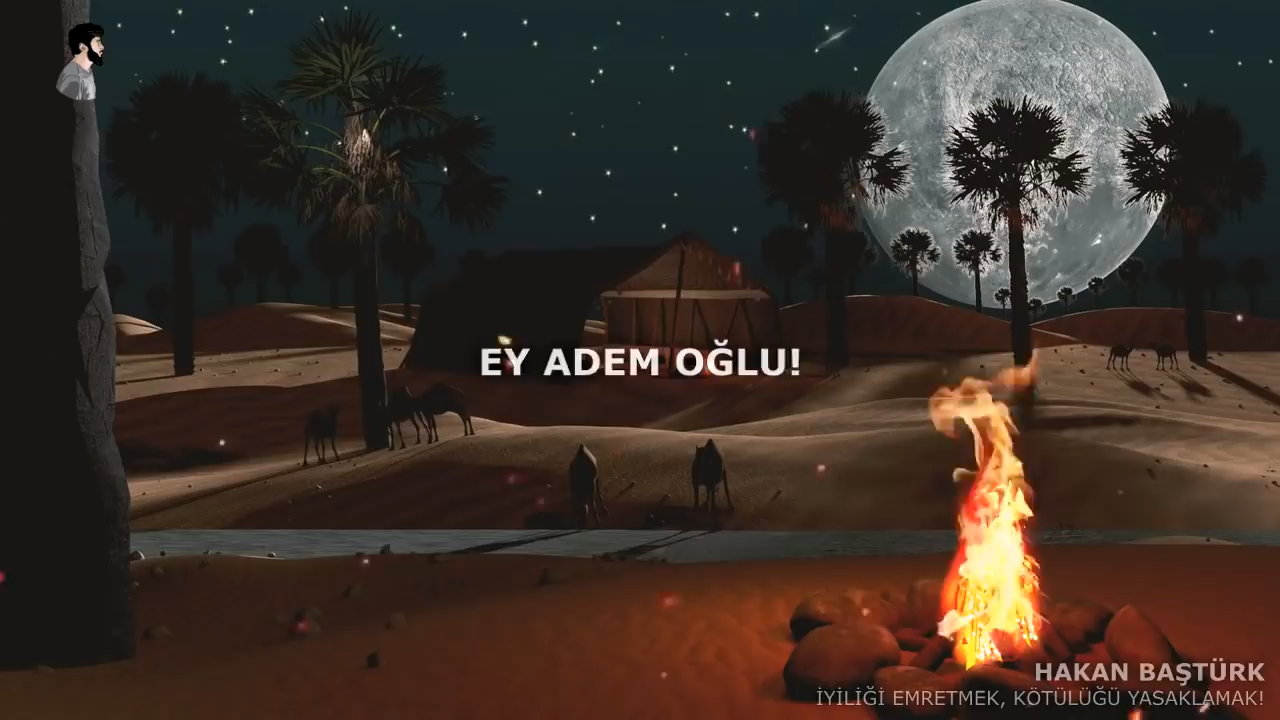 EY ADEM OĞLU!
HAKAN BAŞTÜRK
İYİLİĞİ EMRETMEK, KÖTÜLÜĞÜ YASAKLAMAK!